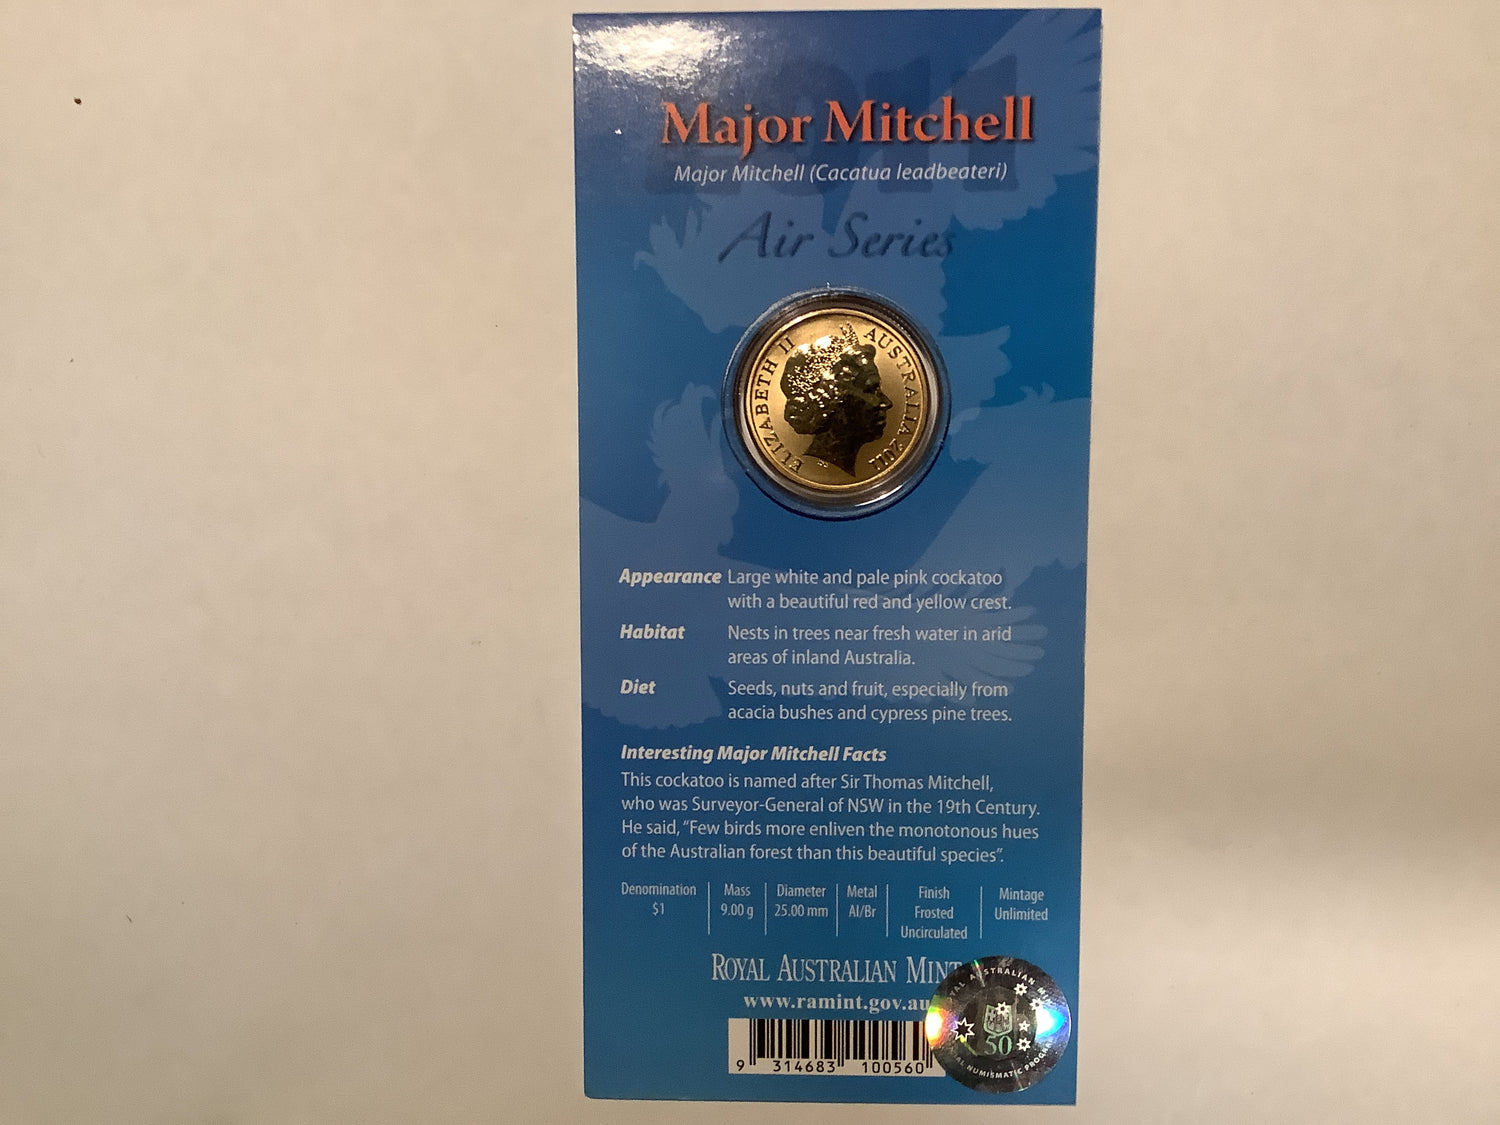 Major Mitchell
Major Mitchell (Cacatua leadbeateri)
Air Series
ELIZABETH II AUSTRALIA 2011
Appearance Large white and pale pink cockatoo
with a beautiful red and yellow crest.
Habitat Nests in trees near fresh water in arid
areas of inland Australia.
Diet Seeds, nuts and fruit, especially from
acacia bushes and cypress pine trees.
Interesting Major Mitchell Facts
This cockatoo is named after Sir Thomas Mitchell,
who was Surveyor-General of NSW in the 19th Century.
He said, “Few birds more enliven the monotonous hues
of the Australian forest than this beautiful species”.
Denomination Mass Diameter Metal Finish Mintage
$1 9.00 g 25.00 mm Al/Br Frosted Unlimited
Uncirculated
ROYAL AUSTRALIAN MINT
www.ramint.gov.au
9 314683 100560
AUSTRALIAN
50
NUMISMATIC